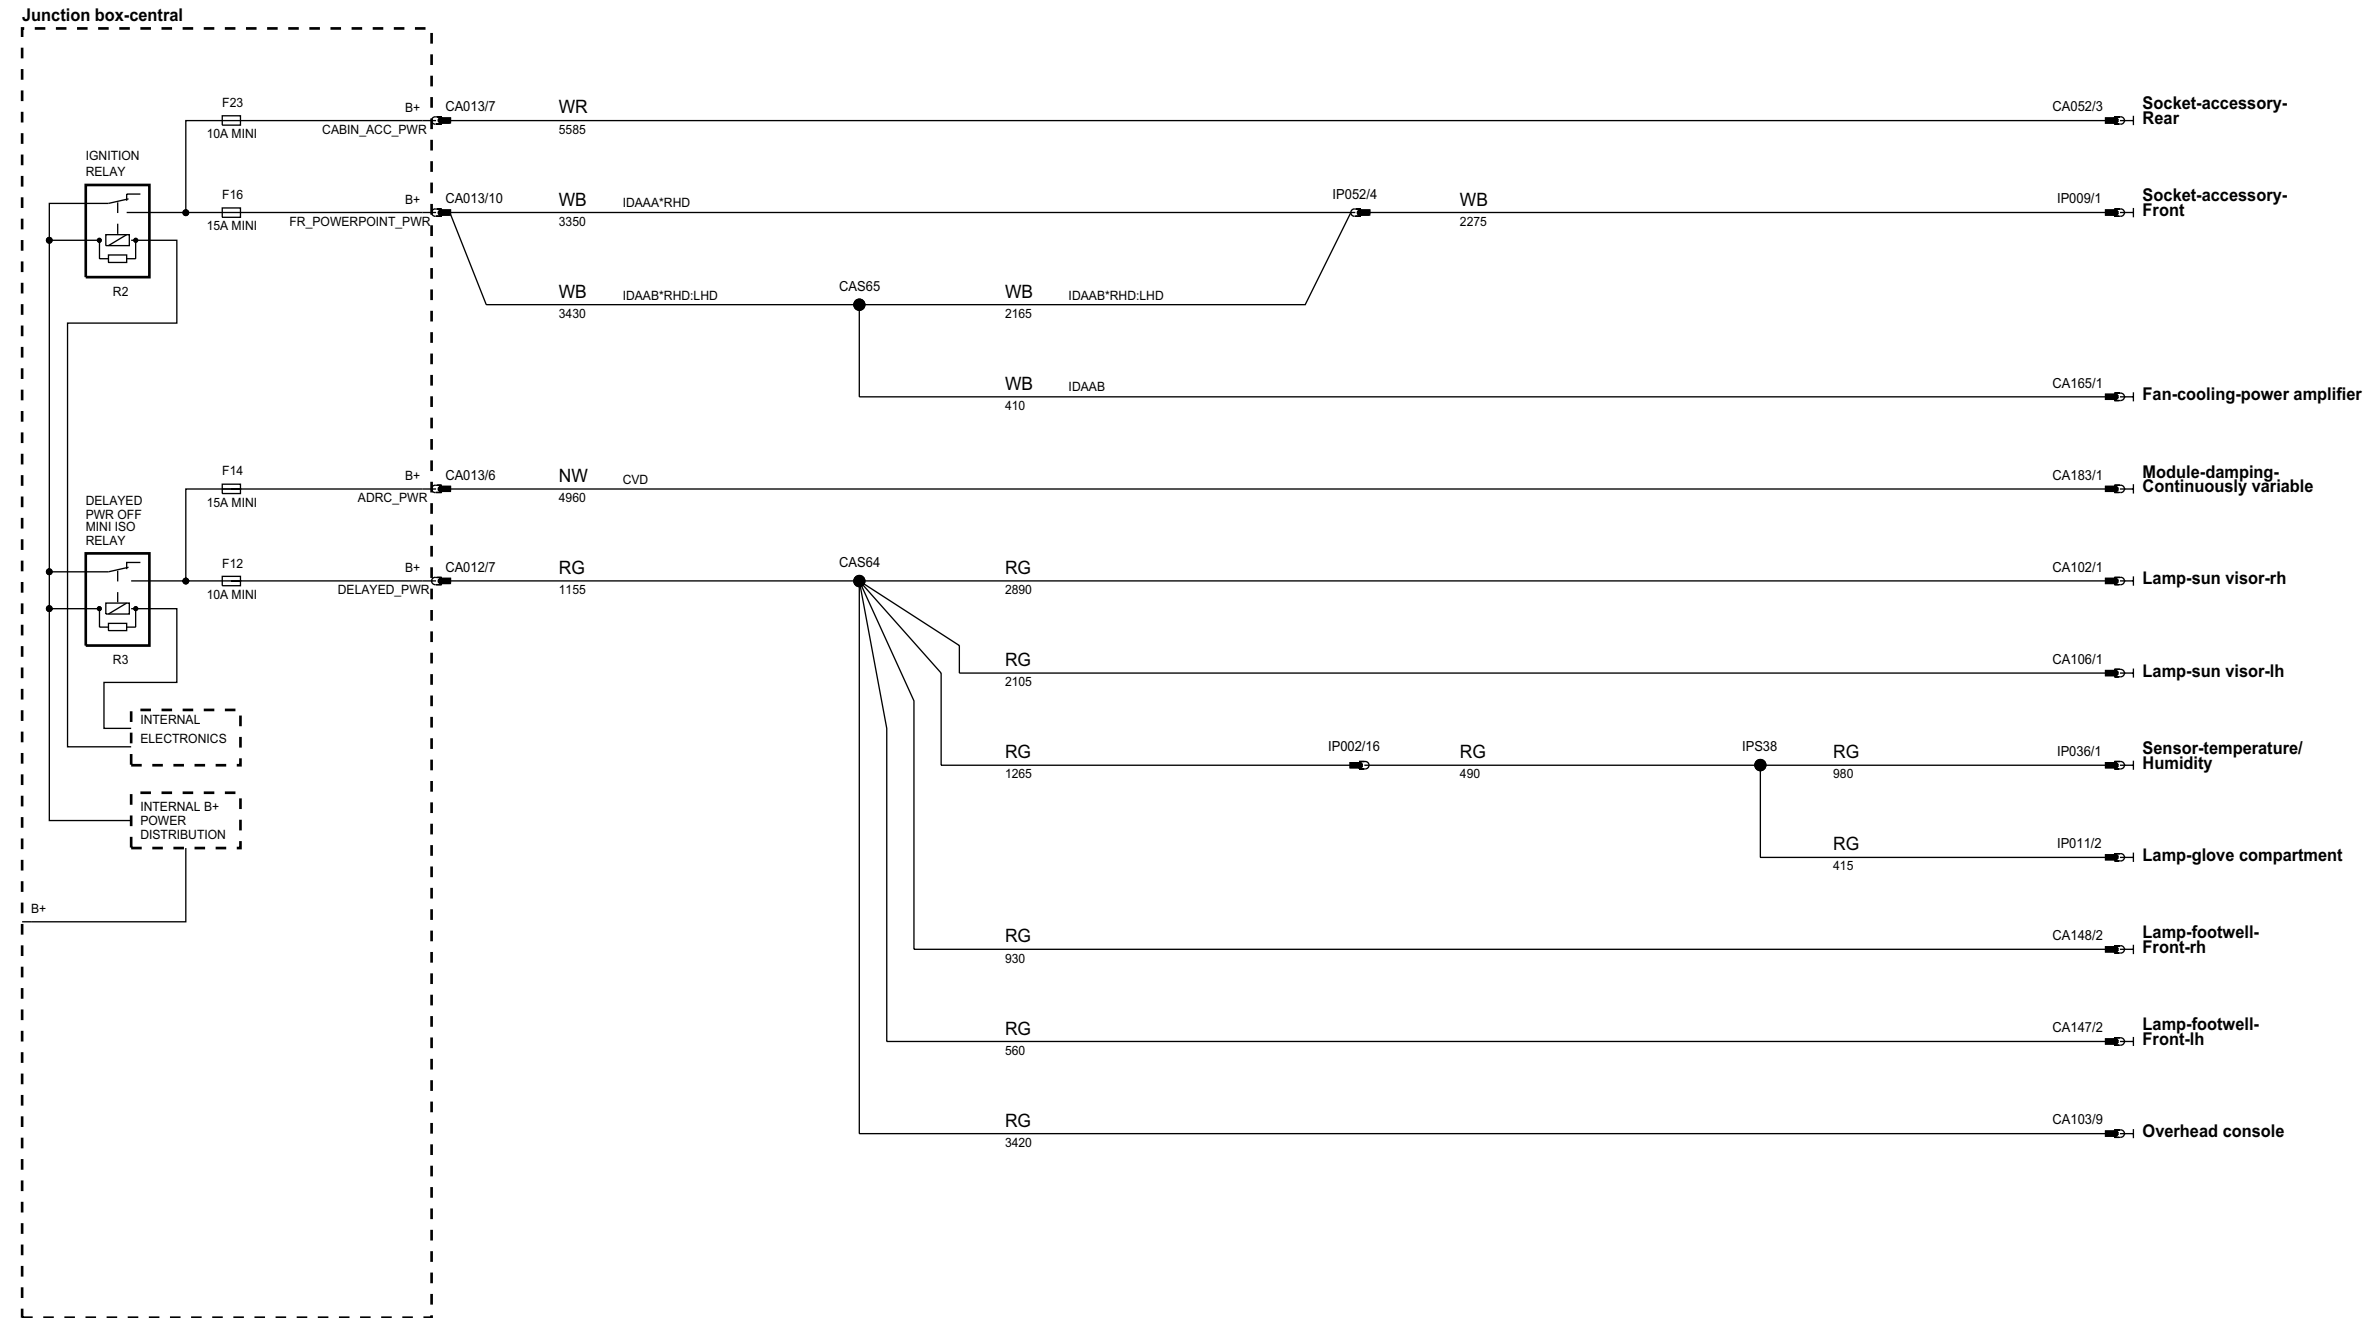 Junction box-central
F23
10A MINI
B+
CABIN_ACC_PWR
CA013/7
WR
5585
CA052/3
Socket-accessory-
Rear
IGNITION
RELAY
R2
F16
15A MINI
B+
FR_POWERPOINT_PWR
CA013/10
WB
3350
IDAAA*RHD
IP052/4
WB
2275
IP009/1
Socket-accessory-
Front
WB
3430
IDAAB*RHD:LHD
CAS65
WB
2165
IDAAB*RHD:LHD
WB
410
IDAAB
CA165/1
Fan-cooling-power amplifier
F14
15A MINI
B+
ADRC_PWR
CA013/6
NW
4960
CVD
CA183/1
Module-damping-
Continuously variable
DELAYED
PWR OFF
MINI ISO
RELAY
R3
F12
10A MINI
B+
DELAYED_PWR
CA012/7
RG
1155
CAS64
RG
2890
CA102/1
Lamp-sun visor-rh
RG
2105
CA106/1
Lamp-sun visor-lh
INTERNAL
ELECTRONICS
RG
1265
IP002/16
RG
490
IPS38
RG
980
IP036/1
Sensor-temperature/
Humidity
INTERNAL B+
POWER
DISTRIBUTION
RG
415
IP011/2
Lamp-glove compartment
B+
RG
930
CA148/2
Lamp-footwell-
Front-rh
RG
560
CA147/2
Lamp-footwell-
Front-lh
RG
3420
CA103/9
Overhead console